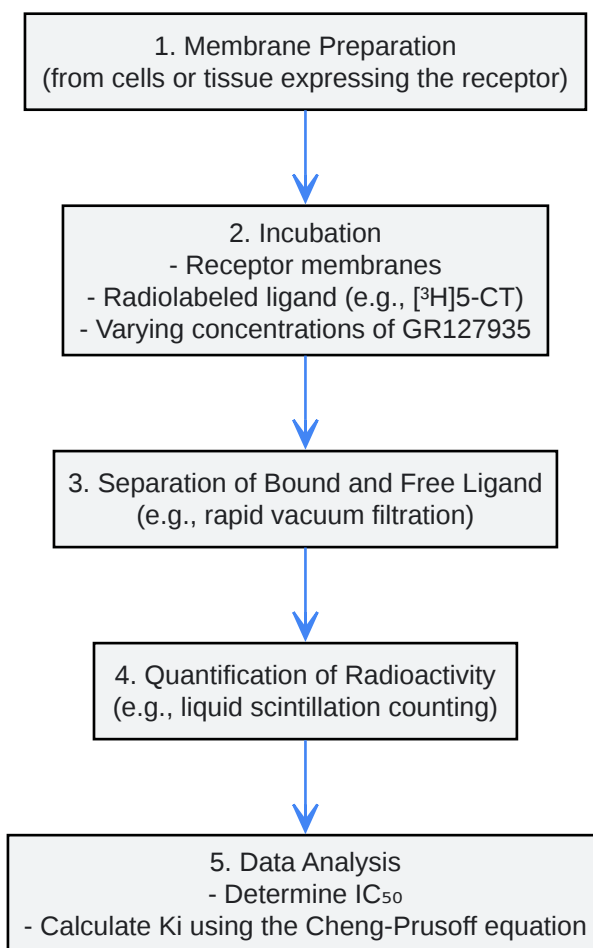 1. Membrane Preparation
(from cells or tissue expressing the receptor)
2. Incubation
- Receptor membranes
- Radiolabeled ligand (e.g., [³H]5-CT)
- Varying concentrations of GR127935
3. Separation of Bound and Free Ligand
(e.g., rapid vacuum filtration)
4. Quantification of Radioactivity
(e.g., liquid scintillation counting)
5. Data Analysis
- Determine IC₅₀
- Calculate Ki using the Cheng-Prusoff equation